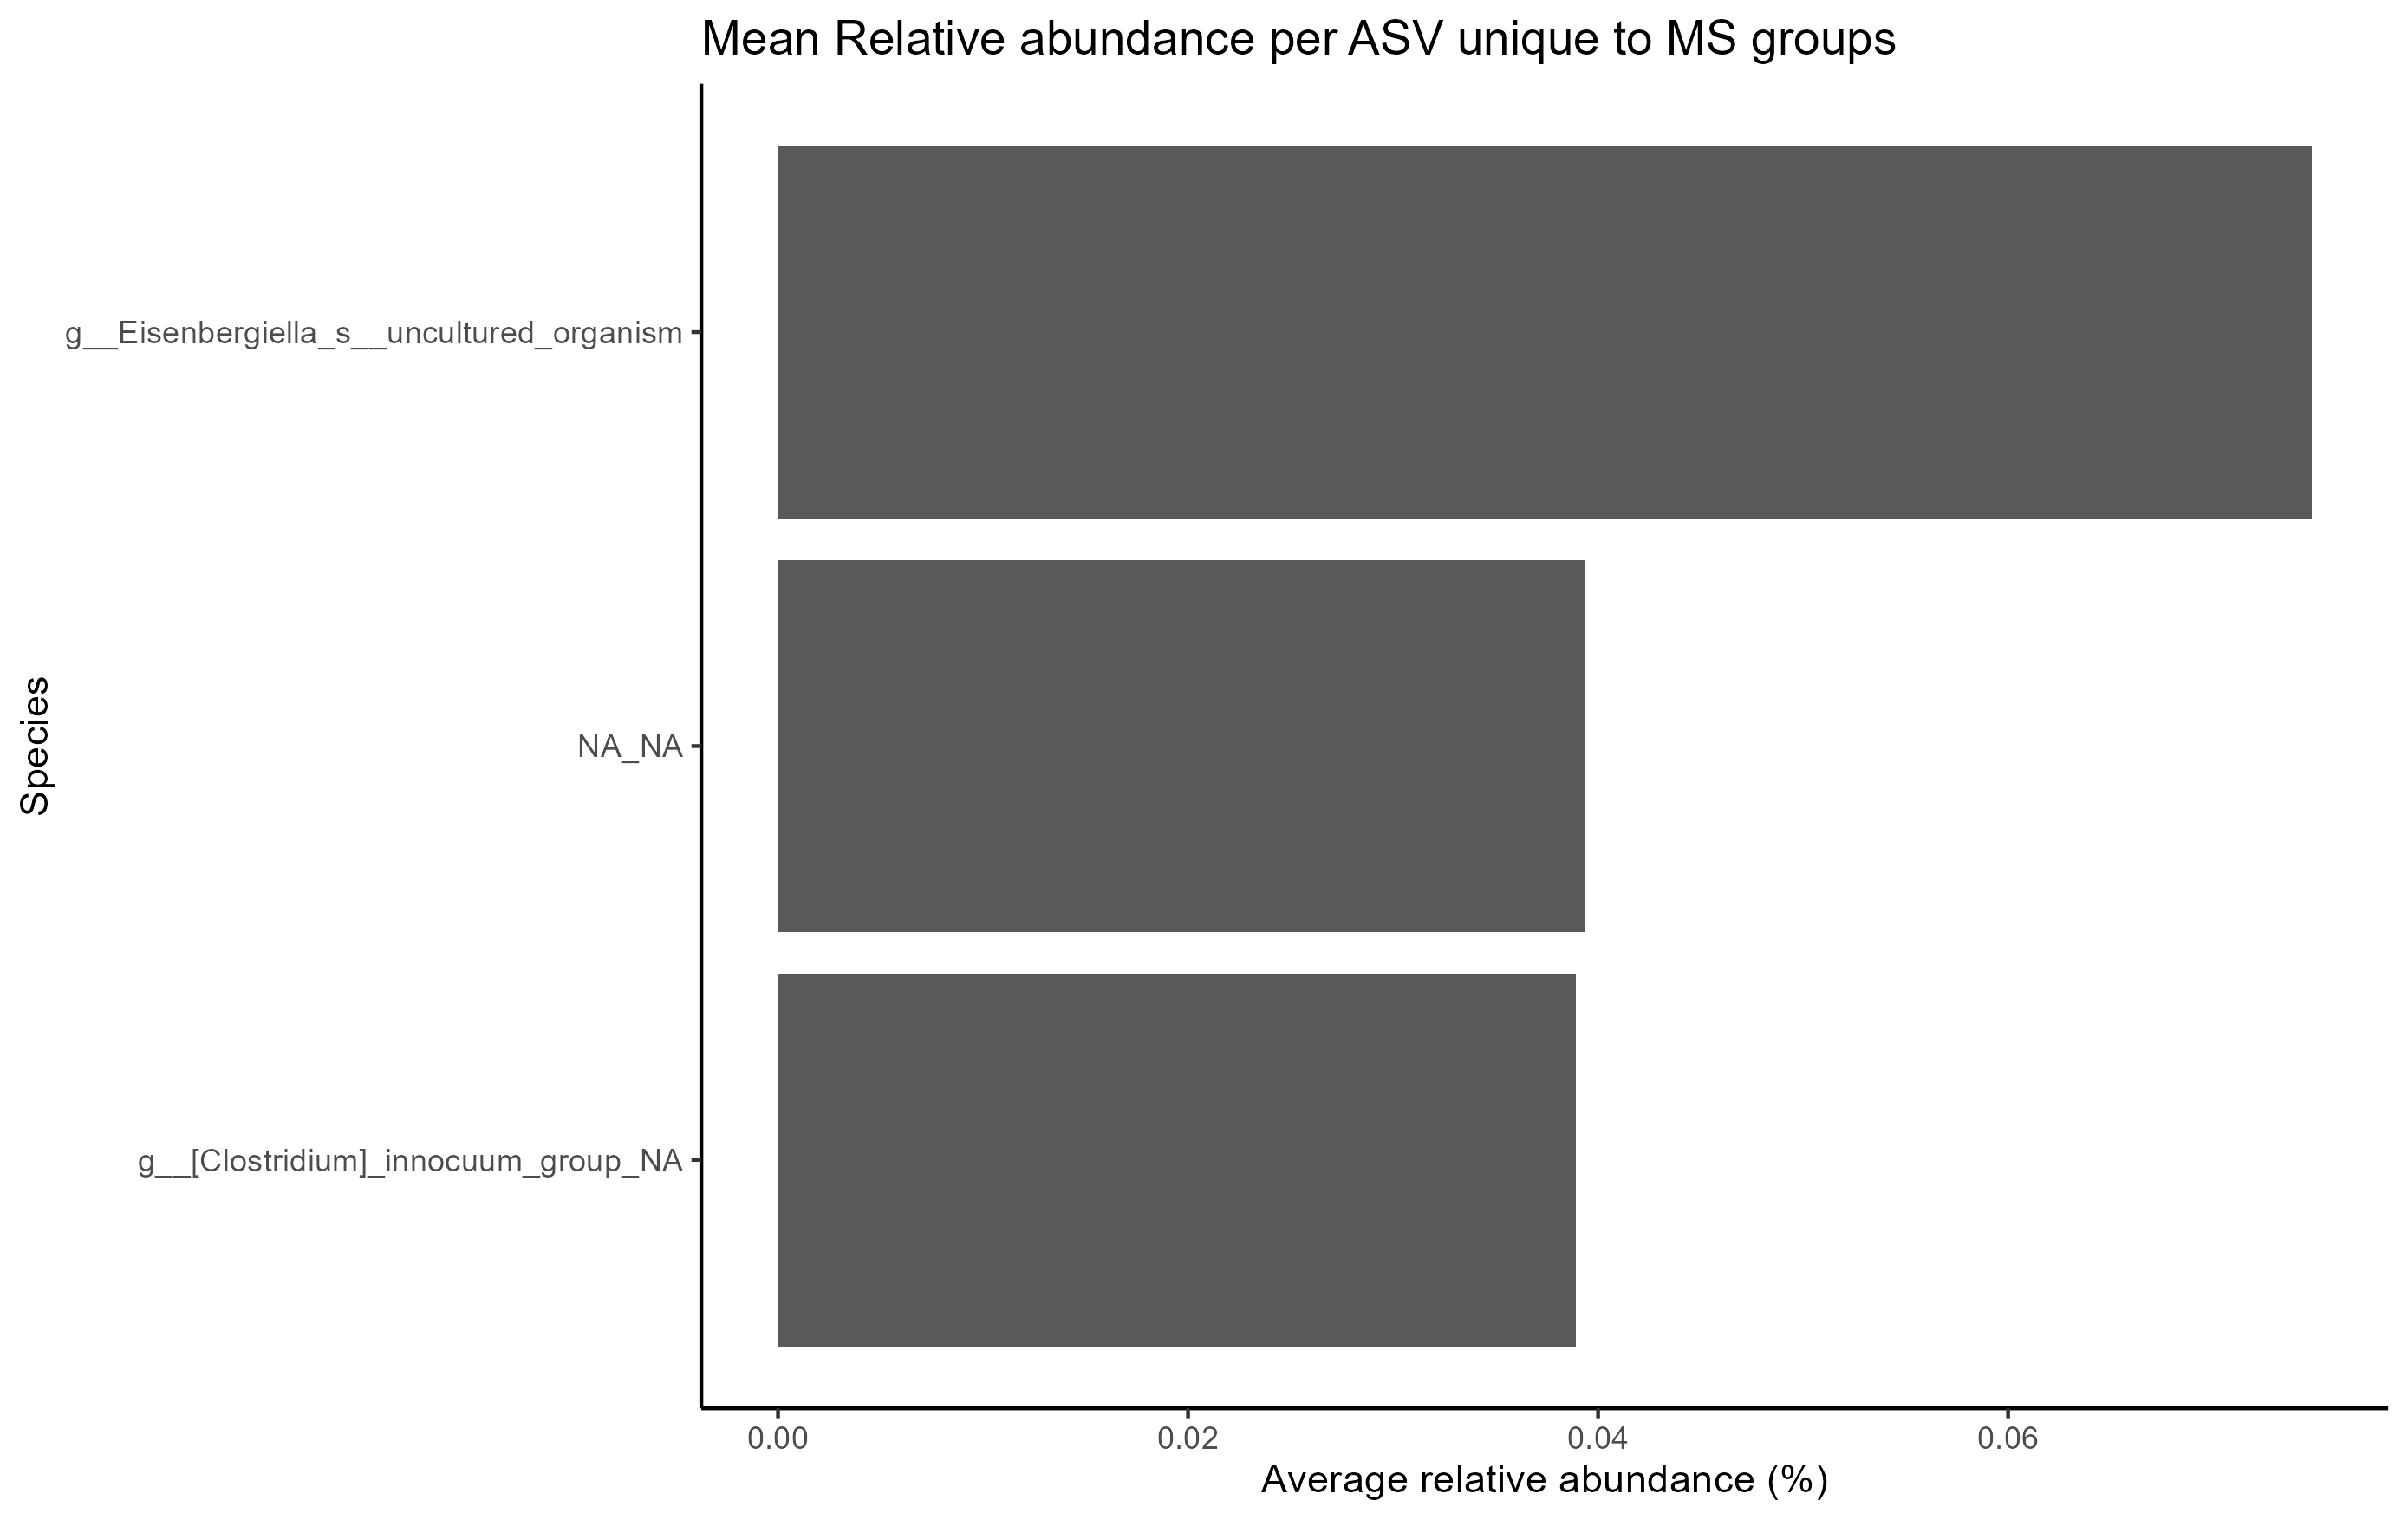 Mean Relative abundance per ASV unique to MS groups
Species
g__Eisenbergiella_s__uncultured_organism
NA_NA
g__[Clostridium]_innocuum_group_NA
0.00 0.02 0.04 0.06
Average relative abundance (%)